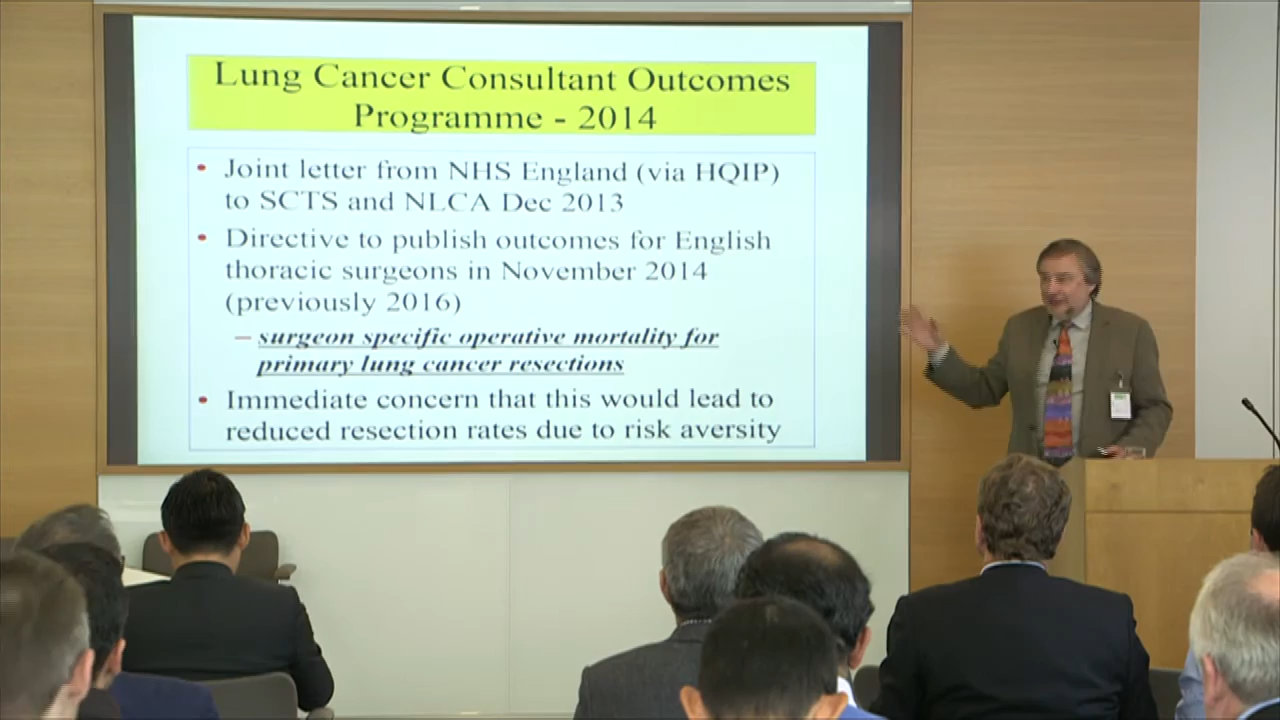 Lung Cancer Consultant Outcomes
Programme - 2014
• Joint letter from NHS England (via HQIP)
to SCTS and NLCA Dec 2013
• Directive to publish outcomes for English
thoracic surgeons in November 2014
(previously 2016)
– surgeon specific operative mortality for
primary lung cancer resections
• Immediate concern that this would lead to
reduced resection rates due to risk aversity